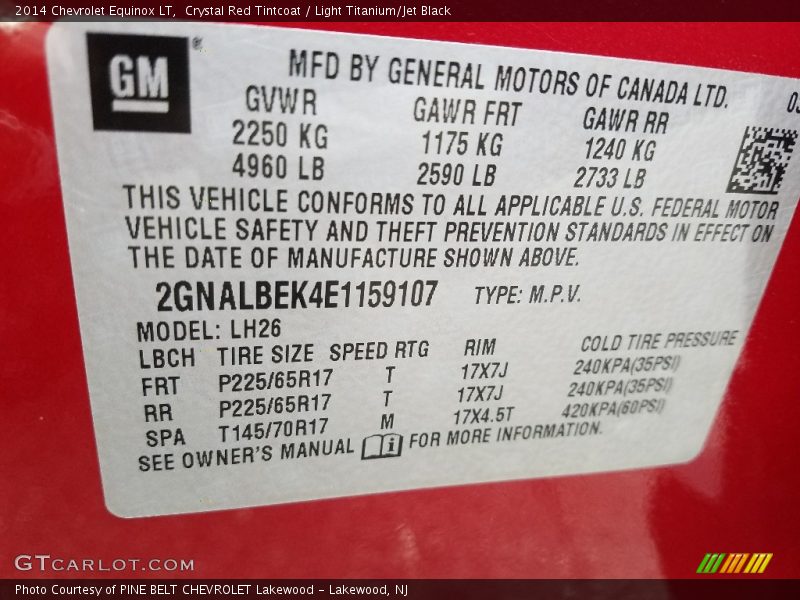 2014 Chevrolet Equinox LT,  Crystal Red Tintcoat / Light Titanium/Jet Black
GM®
MFD BY GENERAL MOTORS OF CANADA LTD.
GVWR GAWR FRT GAWR RR
2250 KG 1175 KG 1240 KG
4960 LB 2590 LB 2733 LB
THIS VEHICLE CONFORMS TO ALL APPLICABLE U.S. FEDERAL MOTOR
VEHICLE SAFETY AND THEFT PREVENTION STANDARDS IN EFFECT ON
THE DATE OF MANUFACTURE SHOWN ABOVE.
2GNALBEK4E1159107 TYPE: M.P.V.
MODEL: LH26
LBCH TIRE SIZE SPEED RTG RIM COLD TIRE PRESSURE
FRT P225/65R17 T 17X7J 240KPA(35PSI)
RR P225/65R17 T 17X7J 240KPA(35PSI)
SPA T145/70R17 M 17X4.5T 420KPA(60PSI)
SEE OWNER'S MANUAL i FOR MORE INFORMATION.
GTCARLOT.COM
Photo Courtesy of PINE BELT CHEVROLET Lakewood - Lakewood, NJ